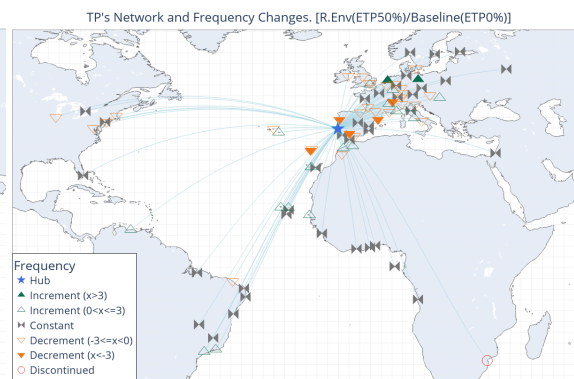 TP's Network and Frequency Changes. [R.Env(ETP50%)/Baseline(ETP0%)]
Frequency
Hub
Increment (x>3)
Increment (0<x<=3)
Constant
Decrement (-3<=x<0)
Decrement (x<-3)
Discontinued